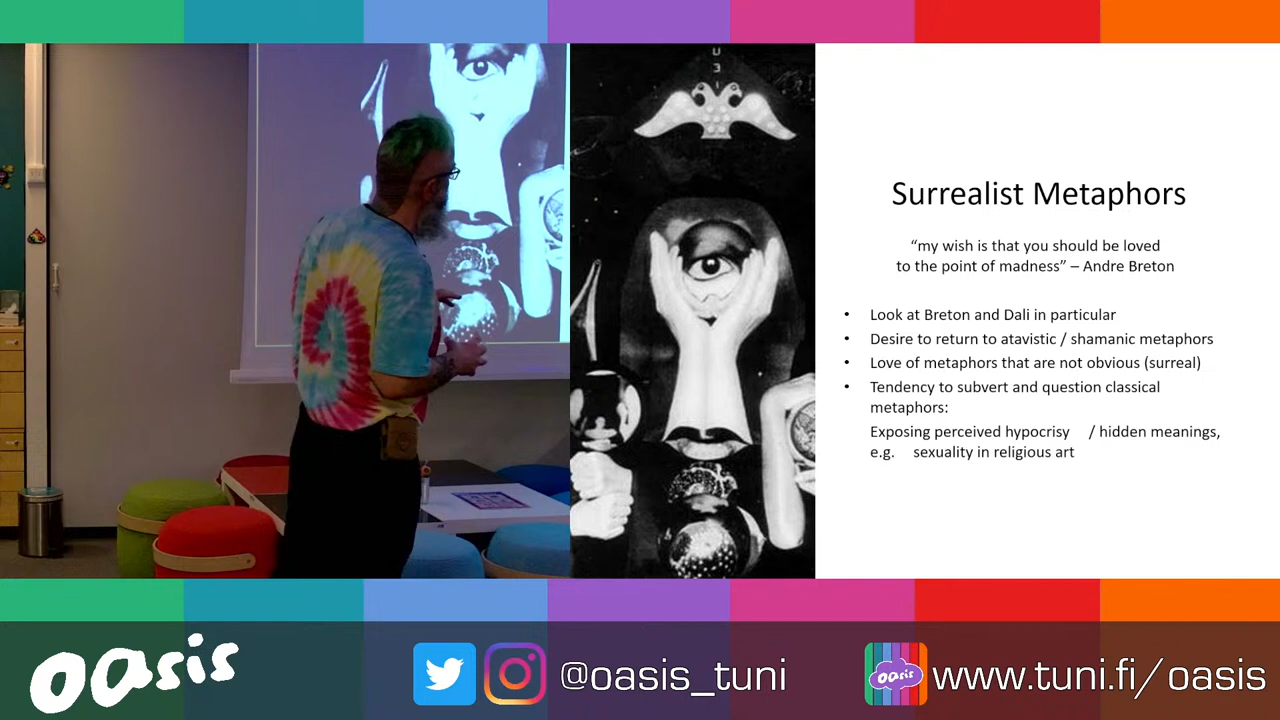 U
3
Surrealist Metaphors
“my wish is that you should be loved
to the point of madness” – Andre Breton
• Look at Breton and Dali in particular
• Desire to return to atavistic / shamanic metaphors
• Love of metaphors that are not obvious (surreal)
• Tendency to subvert and question classical
metaphors:
Exposing perceived hypocrisy / hidden meanings,
e.g. sexuality in religious art
oasis
@oasis_tuni
oasis
www.tuni.fi/oasis